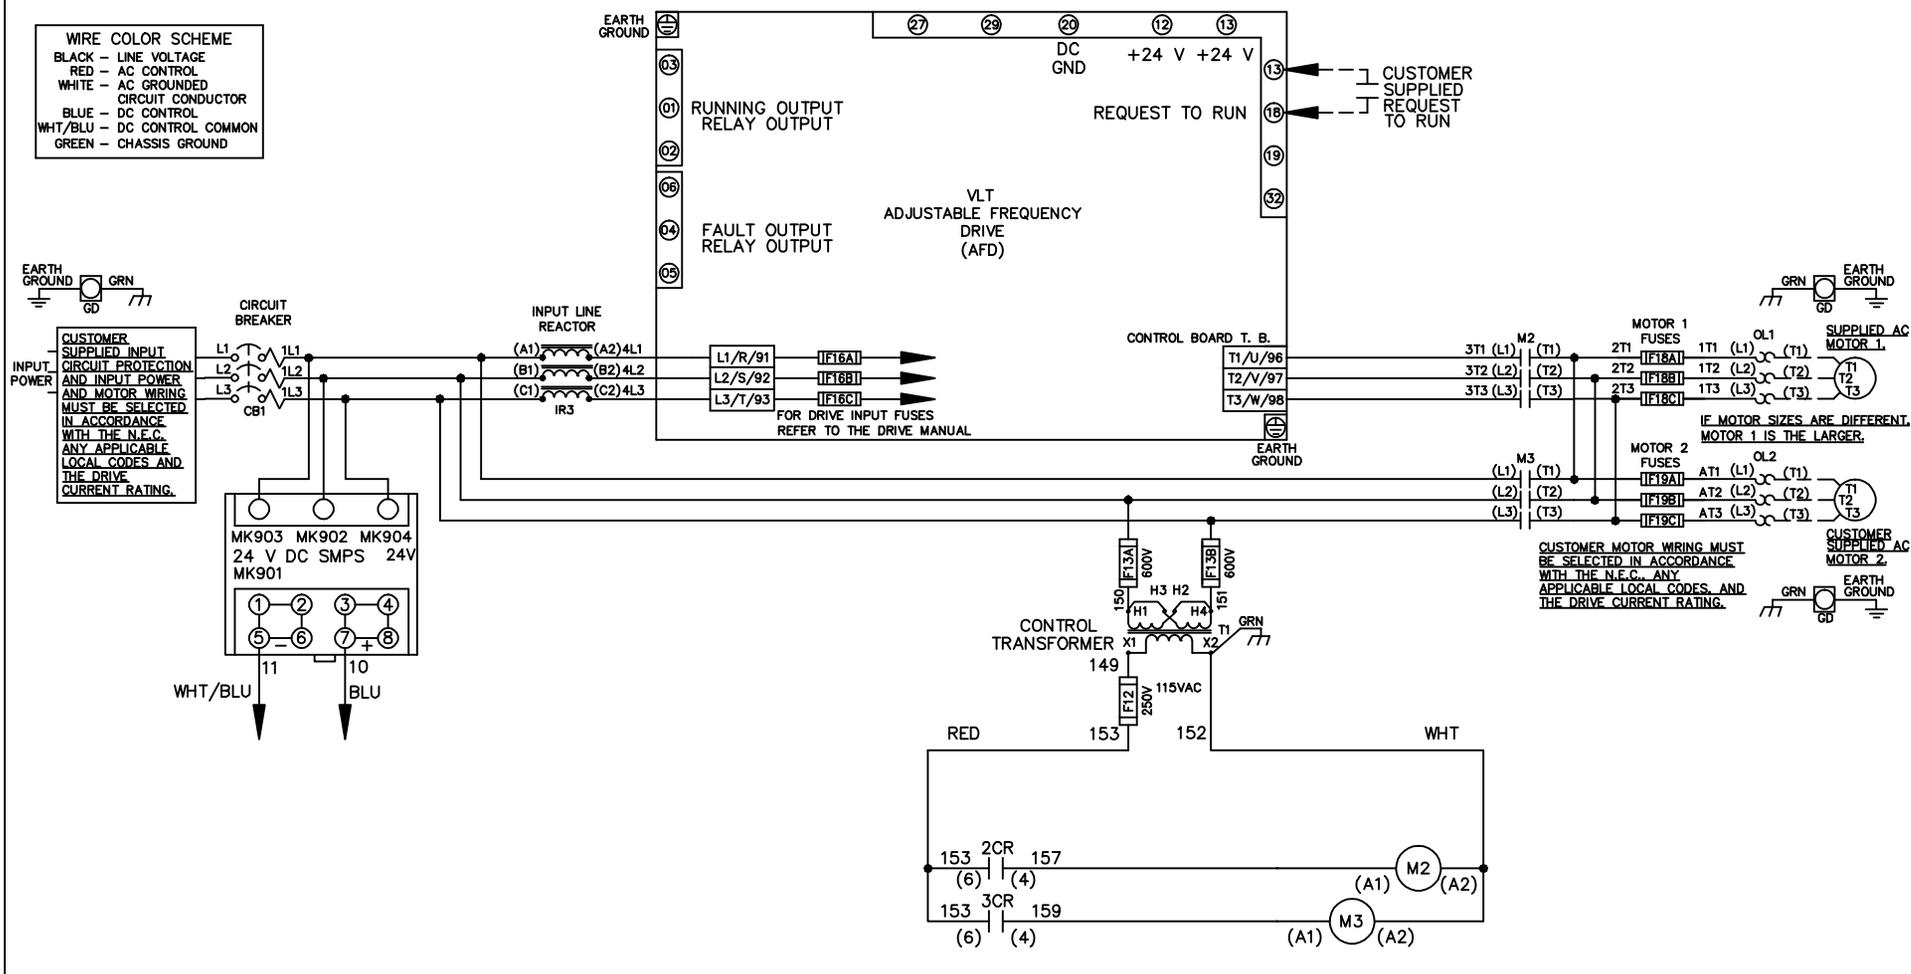 WIRE COLOR SCHEME
BLACK – LINE VOLTAGE
RED – AC CONTROL
WHITE – AC GROUNDED
CIRCUIT CONDUCTOR
BLUE – DC CONTROL
WHT/BLU – DC CONTROL COMMON
GREEN – CHASSIS GROUND
EARTH
GROUND
27 29 20 12 13
DC
GND
+24 V +24 V
03
01
02
RUNNING OUTPUT
RELAY OUTPUT
06
04
05
FAULT OUTPUT
RELAY OUTPUT
VLT
ADJUSTABLE FREQUENCY
DRIVE
(AFD)
13
REQUEST TO RUN 18
19
32
CUSTOMER
SUPPLIED
REQUEST
TO RUN
EARTH
GROUND
GRN
GD
INPUT
POWER
CUSTOMER
SUPPLIED INPUT
CIRCUIT PROTECTION
AND INPUT POWER
AND MOTOR WIRING
MUST BE SELECTED
IN ACCORDANCE
WITH THE N.E.C.
ANY APPLICABLE
LOCAL CODES AND
THE DRIVE
CURRENT RATING.
CIRCUIT
BREAKER
L1 1L1
L2 1L2
L3 1L3
CB1
INPUT LINE
REACTOR
(A1) (A2) 4L1
(B1) (B2) 4L2
(C1) (C2) 4L3
IR3
L1/R/91 F16A
L2/S/92 F16B
L3/T/93 F16C
FOR DRIVE INPUT FUSES
REFER TO THE DRIVE MANUAL
CONTROL BOARD T. B.
T1/U/96
T2/V/97
T3/W/98
EARTH
GROUND
M2
3T1 (L1) (T1)
3T2 (L2) (T2)
3T3 (L3) (T3)
MOTOR 1
FUSES
2T1 F18A 1T1 (L1) (T1)
2T2 F18B 1T2 (L2) (T2)
2T3 F18C 1T3 (L3) (T3)
OL1
GRN
GD
EARTH
GROUND
SUPPLIED AC
MOTOR 1.
T1
T2
T3
IF MOTOR SIZES ARE DIFFERENT,
MOTOR 1 IS THE LARGER.
M3
(L1) (T1)
(L2) (T2)
(L3) (T3)
MOTOR 2
FUSES
F19A AT1 (L1) (T1)
F19B AT2 (L2) (T2)
F19C AT3 (L3) (T3)
OL2
T1
T2
T3
CUSTOMER
SUPPLIED AC
MOTOR 2.
CUSTOMER MOTOR WIRING MUST
BE SELECTED IN ACCORDANCE
WITH THE N.E.C., ANY
APPLICABLE LOCAL CODES, AND
THE DRIVE CURRENT RATING.
GRN
GD
EARTH
GROUND
MK903 MK902 MK904
24 V DC SMPS 24V
MK901
1 2 3 4
5 – 6 7 + 8
11 10
WHT/BLU BLU
F13A 600V
F13B 600V
150 151
H3 H2
H1 H4
CONTROL
TRANSFORMER
X1 X2 T1
GRN
149
F12 250V
115VAC
153 152
RED WHT
153 2CR 157
(6) (4)
M2
(A1) (A2)
153 3CR 159
(6) (4)
M3
(A1) (A2)